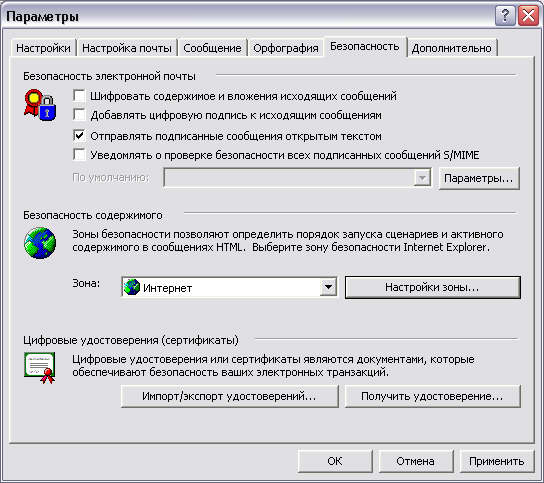 Параметры
Настройки Настройка почты Сообщение Орфография Безопасность Дополнительно
Безопасность электронной почты
Шифровать содержимое и вложения исходящих сообщений
Добавлять цифровую подпись к исходящим сообщениям
Отправлять подписанные сообщения открытым текстом
Уведомлять о проверке безопасности всех подписанных сообщений S/MIME
По умолчанию: Параметры...
Безопасность содержимого
Зоны безопасности позволяют определить порядок запуска сценариев и активного
содержимого в сообщениях HTML. Выберите зону безопасности Internet Explorer.
Зона: Интернет Настройки зоны...
Цифровые удостоверения (сертификаты)
Цифровые удостоверения или сертификаты являются документами, которые
обеспечивают безопасность ваших электронных транзакций.
Импорт/экспорт удостоверений... Получить удостоверение...
ОК Отмена Применить